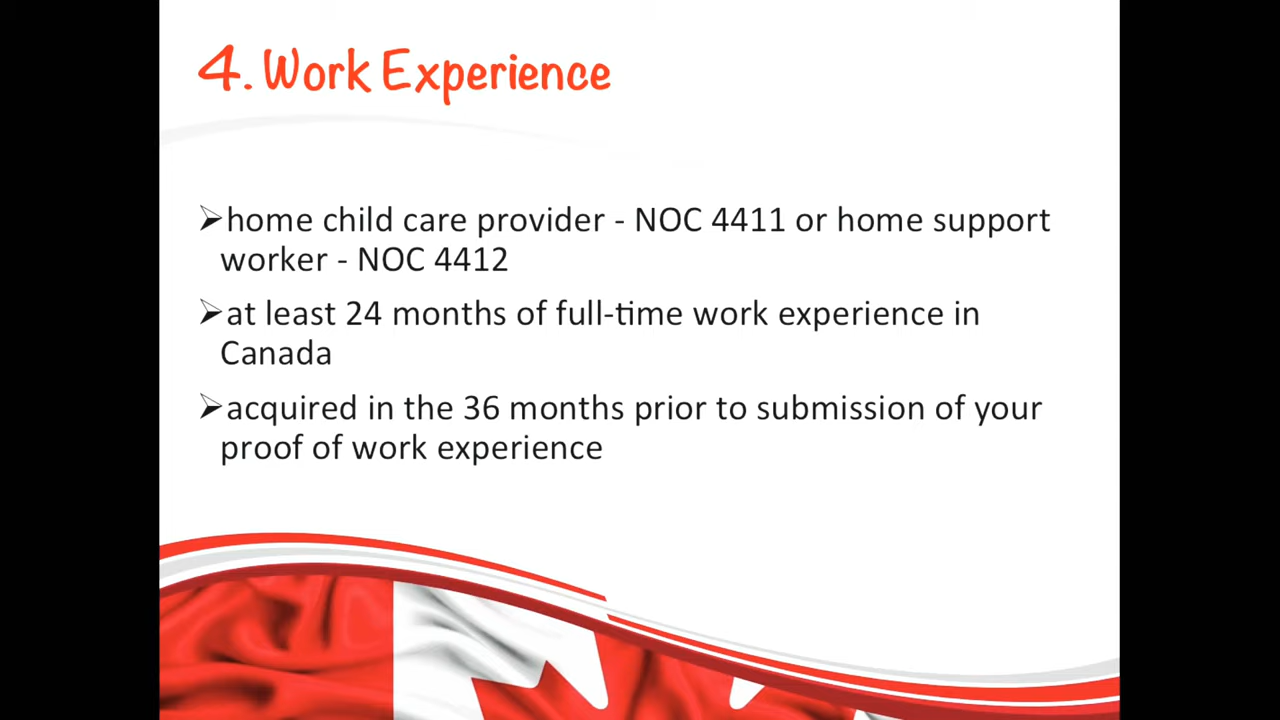 4. Work Experience
➢home child care provider - NOC 4411 or home support
worker - NOC 4412
➢at least 24 months of full-time work experience in
Canada
➢acquired in the 36 months prior to submission of your
proof of work experience